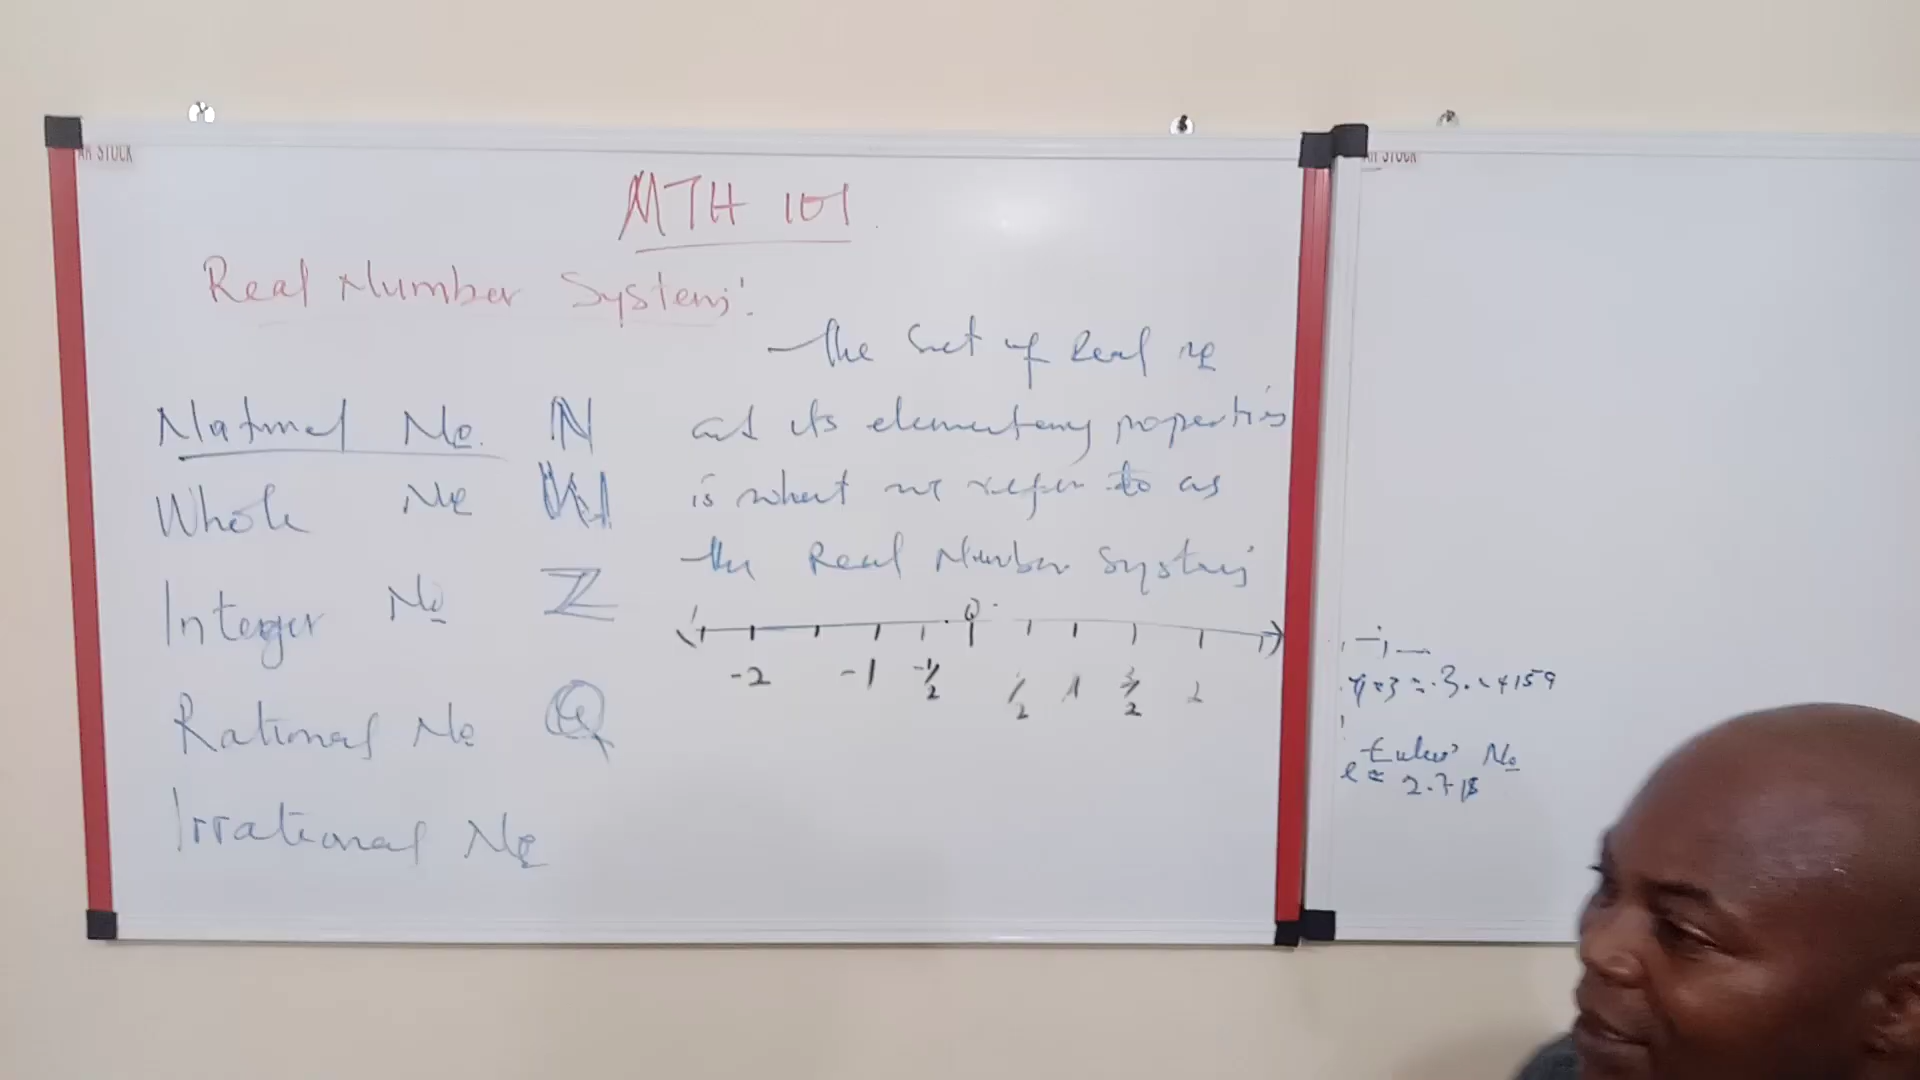 MTH 101
Real Number System:
Natural No. ℕ
Whole No 𝕎
Integer No ℤ
Rational No ℚ
Irrational No
The Set of Real no
and its elementary properties
is what we refer to as
the Real Number System
0
-2 -1 -1/2 1/2 1 3/2 2
3.14159
Euler's No
e ≈ 2.718